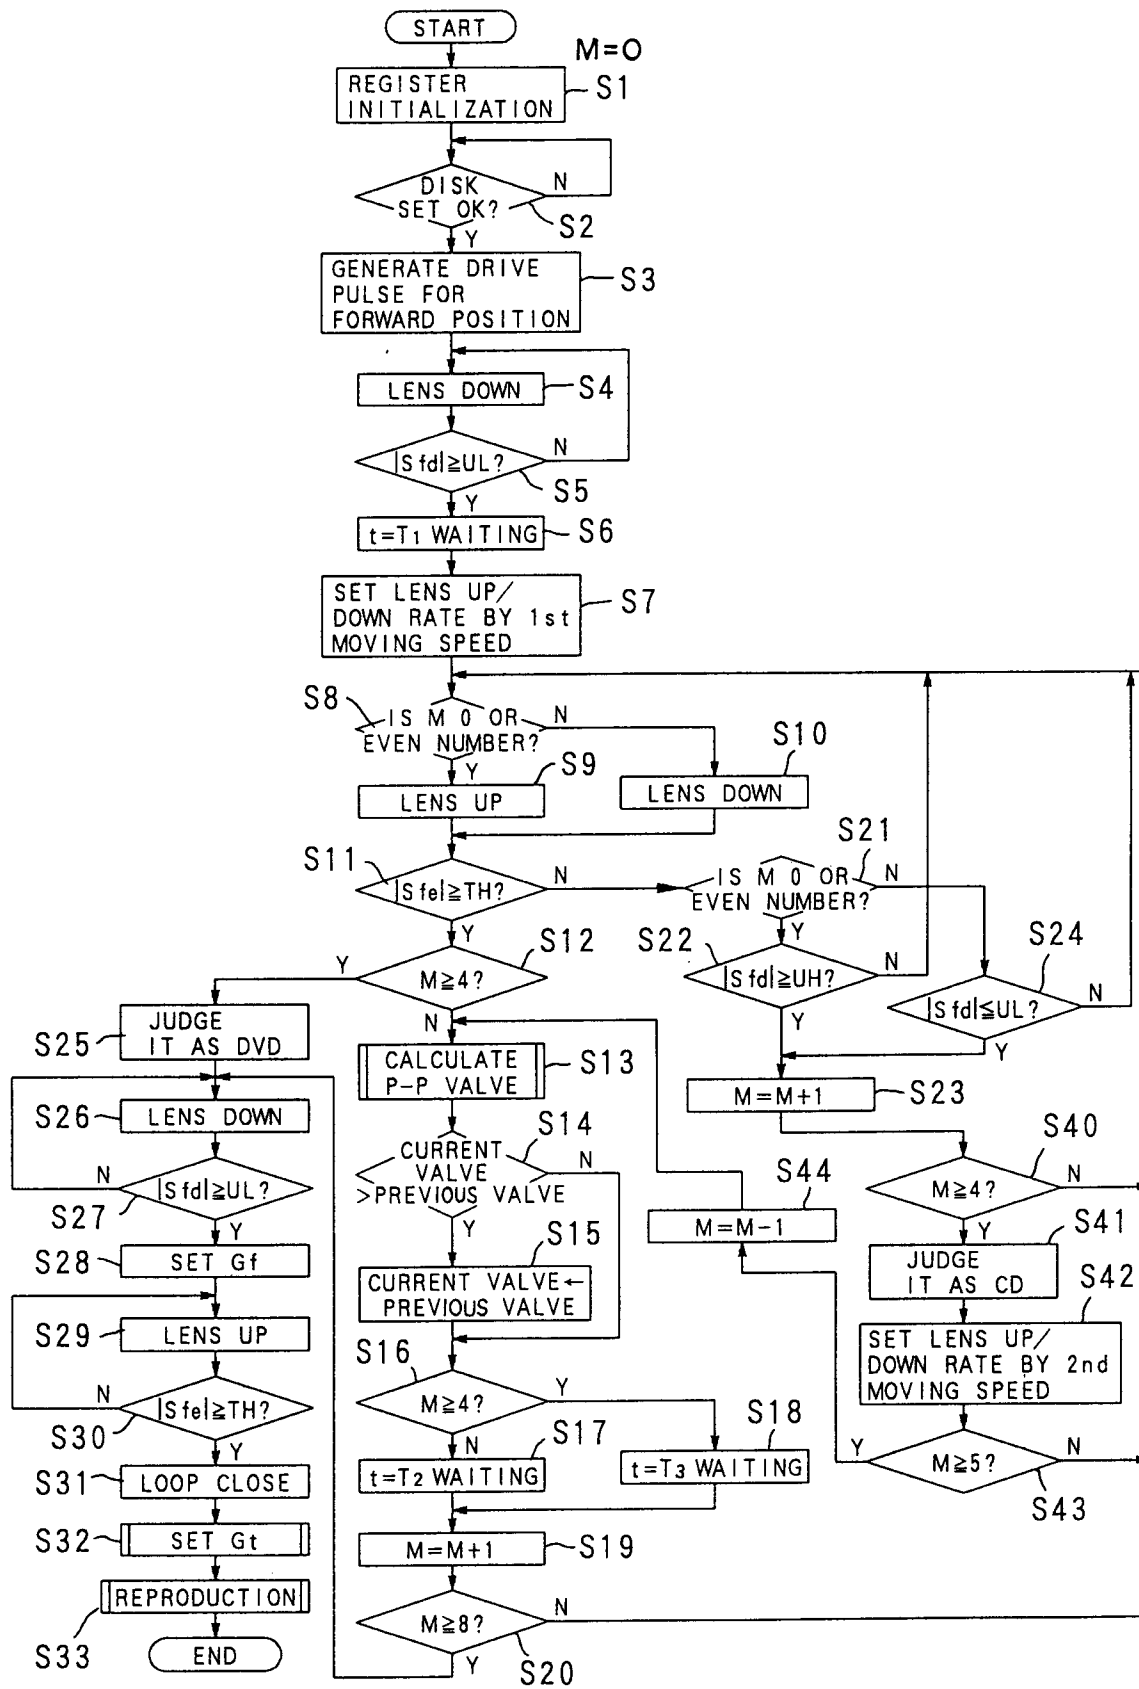 START
M=0
REGISTER
INITIALIZATION
S1
DISK
SET OK?
N
S2
Y
GENERATE DRIVE
PULSE FOR
FORWARD POSITION
S3
LENS DOWN
S4
|Sfd|≧UL?
N
S5
Y
t=T1 WAITING
S6
SET LENS UP/
DOWN RATE BY 1st
MOVING SPEED
S7
S8
IS M 0 OR
EVEN NUMBER?
N
Y
S9
LENS UP
S10
LENS DOWN
S11
|Sfe|≧TH?
N
Y
S21
IS M 0 OR
EVEN NUMBER?
N
Y
S12
M≧4?
Y
N
S22
|Sfd|≧UH?
N
Y
S24
|Sfd|≦UL?
N
Y
S25
JUDGE
IT AS DVD
CALCULATE
P-P VALVE
S13
M=M+1
S23
S26
LENS DOWN
S14
CURRENT
VALVE
>PREVIOUS VALVE
N
Y
S40
M≧4?
N
Y
N
|Sfd|≧UL?
S27
Y
S44
M=M-1
S41
JUDGE
IT AS CD
S28
SET Gf
S15
CURRENT VALVE←
PREVIOUS VALVE
S42
SET LENS UP/
DOWN RATE BY 2nd
MOVING SPEED
S29
LENS UP
S16
M≧4?
Y
N
N
|Sfe|≧TH?
S30
Y
S17
t=T2 WAITING
S18
t=T3 WAITING
Y
M≧5?
N
S43
S31
LOOP CLOSE
S32
SET Gt
M=M+1
S19
REPRODUCTION
S33
M≧8?
N
S20
Y
END